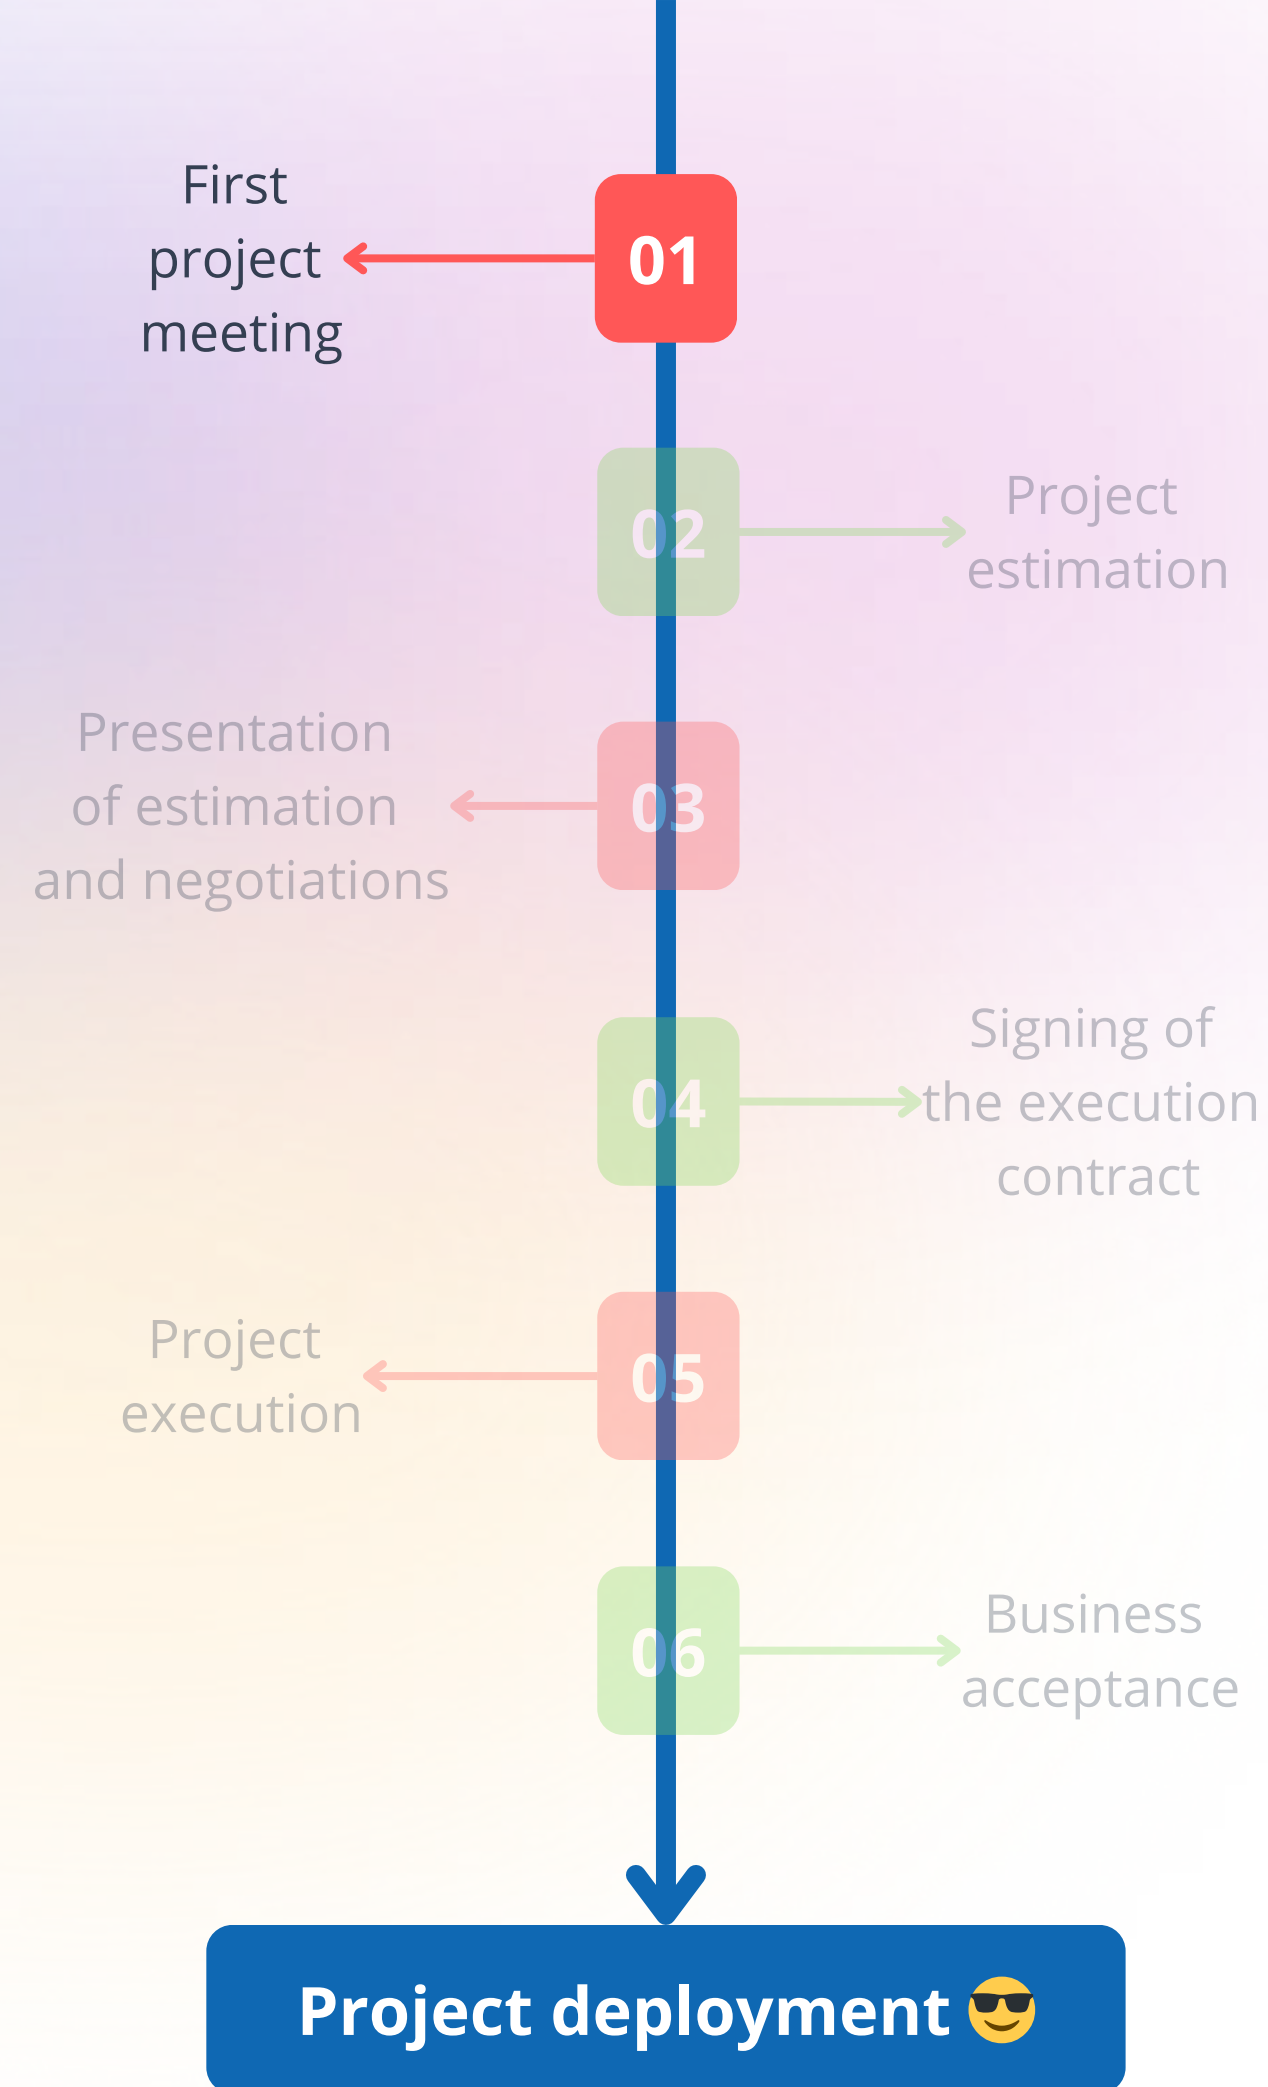 First
project
meeting
01
02
Project
estimation
Presentation
of estimation
and negotiations
03
04
Signing of
the execution
contract
Project
execution
05
06
Business
acceptance
Project deployment 😎